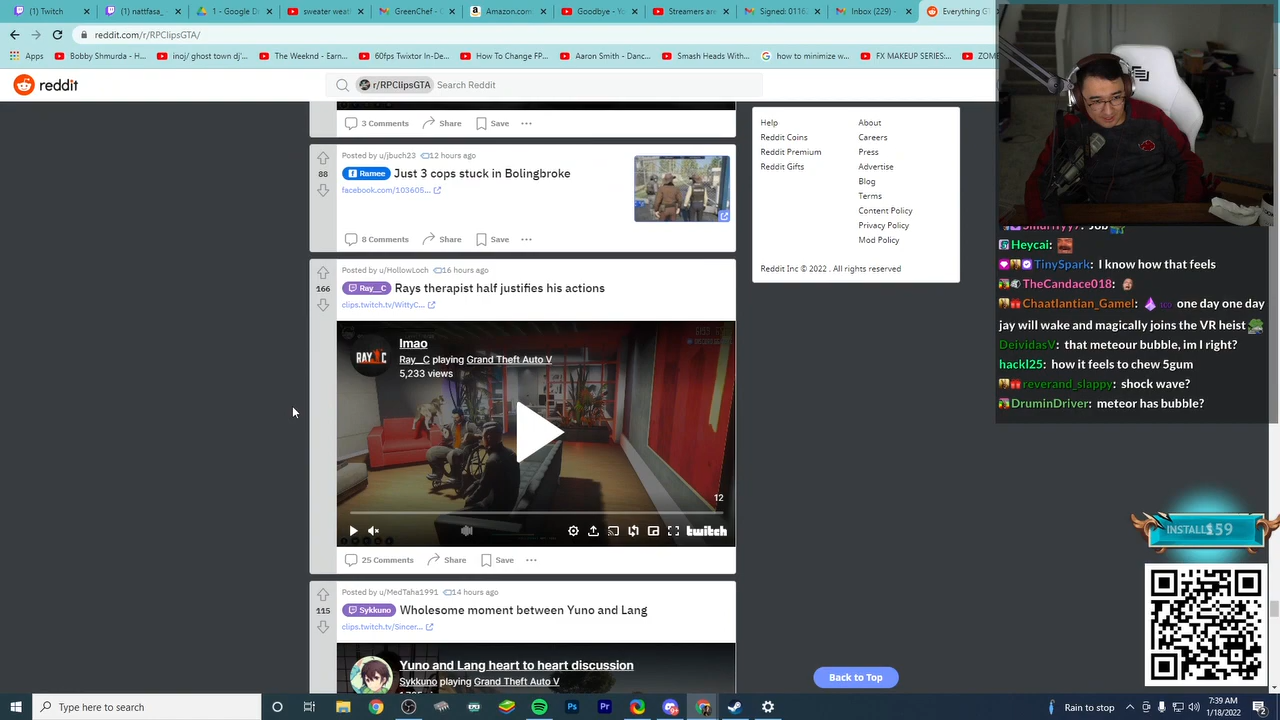 (1) Twitch
(1) nattfasa_
1 - Google D
sweater weat
GreenChef - C
Amazon.com
Goodbye - Yo
Streamers are
Signed: 0116
Inbox (229)
Everything GT
reddit.com/r/RPClipsGTA/
Apps
Bobby Shmurda - H...
inoj/ ghost town dj'...
The Weeknd - Earn...
60fps Twixtor In-De...
How To Change FP...
Aaron Smith - Danc...
Smash Heads With...
how to minimize w...
FX MAKEUP SERIES:...
reddit
r/RPClipsGTA
Search Reddit
3 Comments
Share
Save
Posted by u/jbuch23
12 hours ago
88
Ramee
Just 3 cops stuck in Bolingbroke
facebook.com/103605...
8 Comments
Share
Save
Posted by u/HollowLoch
16 hours ago
166
Ray__C
Rays therapist half justifies his actions
clips.twitch.tv/WittyC...
RAY C
lmao
Ray__C playing Grand Theft Auto V
5,233 views
12
twitch
25 Comments
Share
Save
Posted by u/MedTaha1991
14 hours ago
115
Sykkuno
Wholesome moment between Yuno and Lang
clips.twitch.tv/Sincer...
Yuno and Lang heart to heart discussion
Sykkuno playing Grand Theft Auto V
Help
About
Reddit Coins
Careers
Reddit Premium
Press
Reddit Gifts
Advertise
Blog
Terms
Content Policy
Privacy Policy
Mod Policy
Reddit Inc © 2022 . All rights reserved
Back to Top
Heycai:
TinySpark: I know how that feels
TheCandace018:
Chaatlantian_Gamel: 100 one day one day
jay will wake and magically joins the VR heist
DeividasV: that meteour bubble, im I right?
hackl25: how it feels to chew 5gum
reverand_slappy: shock wave?
DruminDriver: meteor has bubble?
Type here to search
Rain to stop
7:39 AM
1/18/2022
2